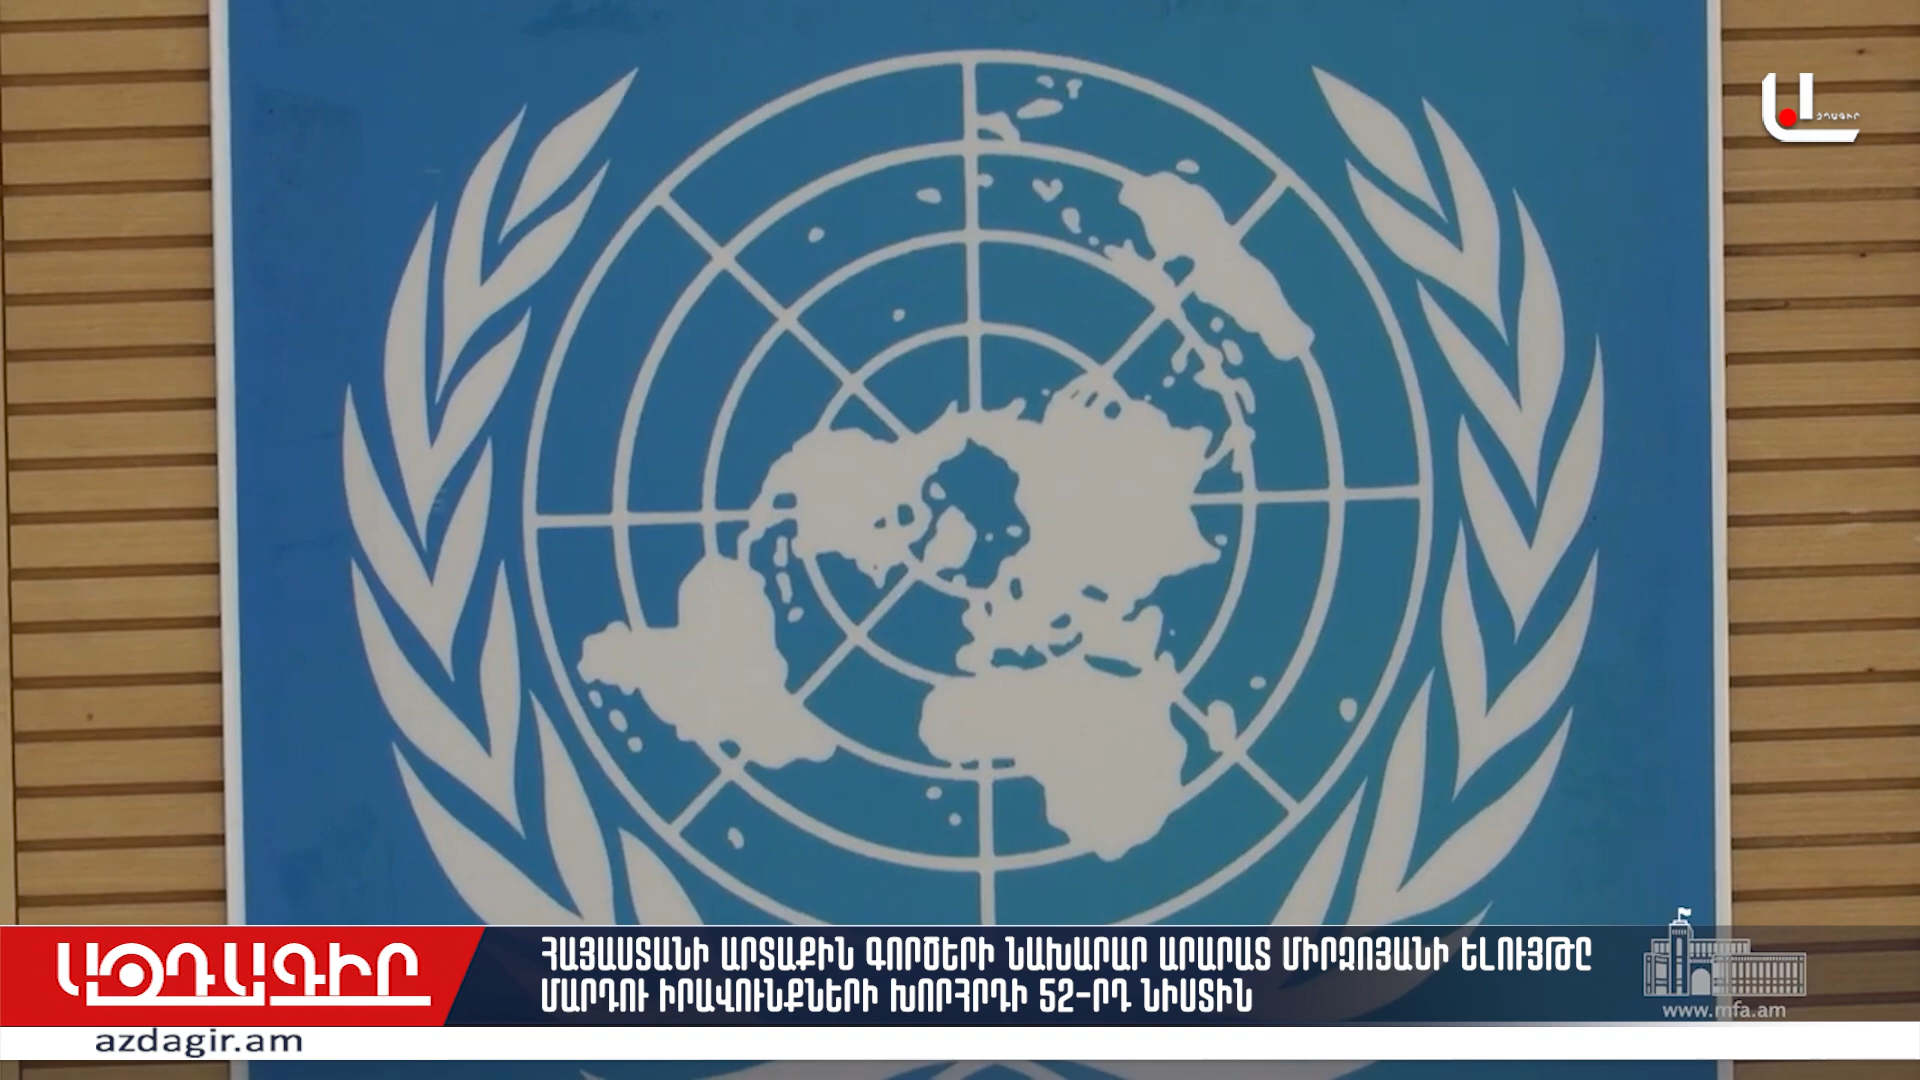 ԱԶԴԱԳԻՐ
ՀԱՅԱՍՏԱՆԻ ԱՐՏԱՔԻՆ ԳՈՐԾԵՐԻ ՆԱԽԱՐԱՐ ԱՐԱՐԱՏ ՄԻՐԶՈՅԱՆԻ ԵԼՈՒՅԹԸ
ՄԱՐԴՈՒ ԻՐԱՎՈՒՆՔՆԵՐԻ ԽՈՐՀՐԴԻ 52-ՐԴ ՆԻՍՏԻՆ
www.mfa.am
azdagir.am